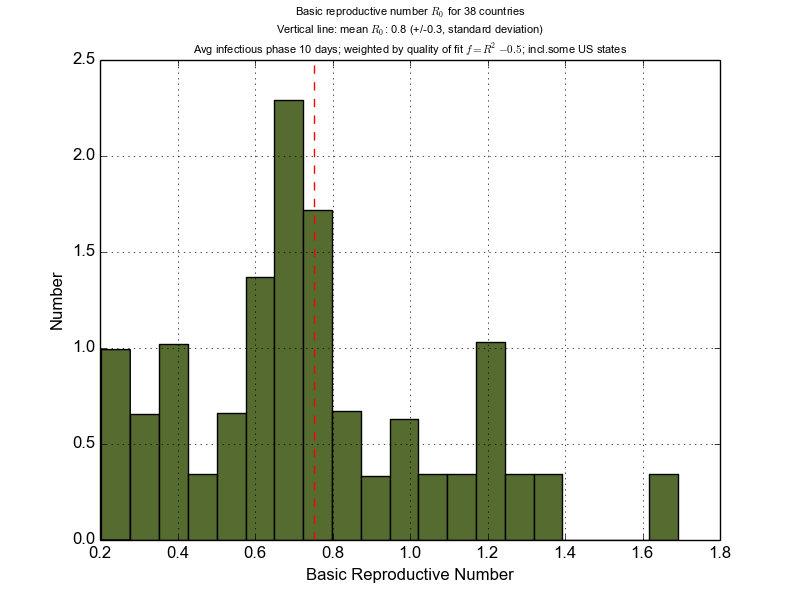 Basic reproductive number R₀ for 38 countries
Vertical line: mean R₀: 0.8 (+/-0.3, standard deviation)
Avg infectious phase 10 days; weighted by quality of fit f=R² −0.5; incl.some US states
2.5
2.0
1.5
1.0
0.5
0.0
Number
0.2 0.4 0.6 0.8 1.0 1.2 1.4 1.6 1.8
Basic Reproductive Number